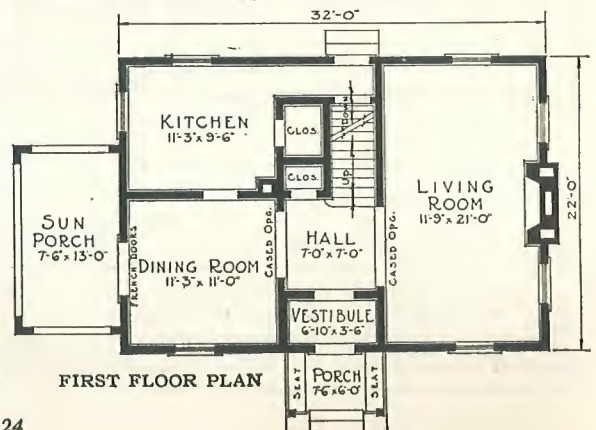 32'-0"
KITCHEN
11'-3" x 9'-6"
CLOS.
DOWN
CLOS.
UP
LIVING
ROOM
11'-9" x 21'-0"
22'-0"
SUN
PORCH
7'-6" x 13'-0"
FRENCH DOORS
DINING ROOM
11'-3" x 11'-0"
CASED OPG.
HALL
7'-0" x 7'-0"
CASED OPG.
VESTIBULE
6'-10" x 3'-6"
FIRST FLOOR PLAN
SEAT
PORCH
7'-6" x 6'-0"
SEAT
24